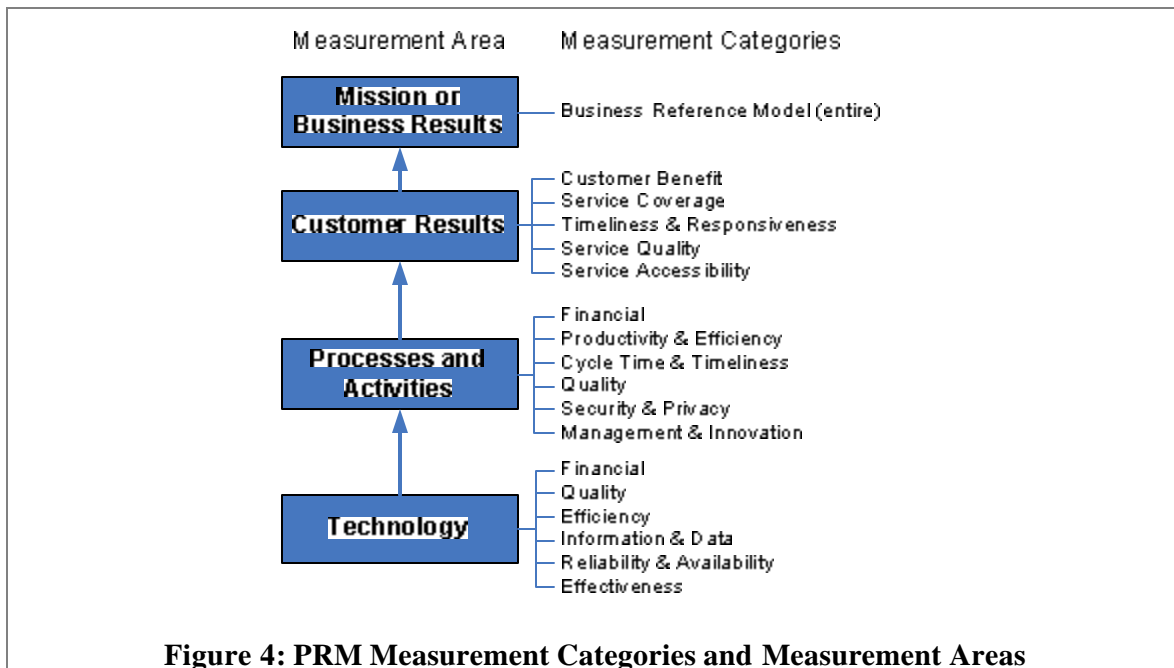 Measurement Area
Measurement Categories
Mission or
Business Results
Business Reference Model (entire)
Customer Results
Customer Benefit
Service Coverage
Timeliness & Responsiveness
Service Quality
Service Accessibility
Processes and
Activities
Financial
Productivity & Efficiency
Cycle Time & Timeliness
Quality
Security & Privacy
Management & Innovation
Technology
Financial
Quality
Efficiency
Information & Data
Reliability & Availability
Effectiveness
Figure 4: PRM Measurement Categories and Measurement Areas